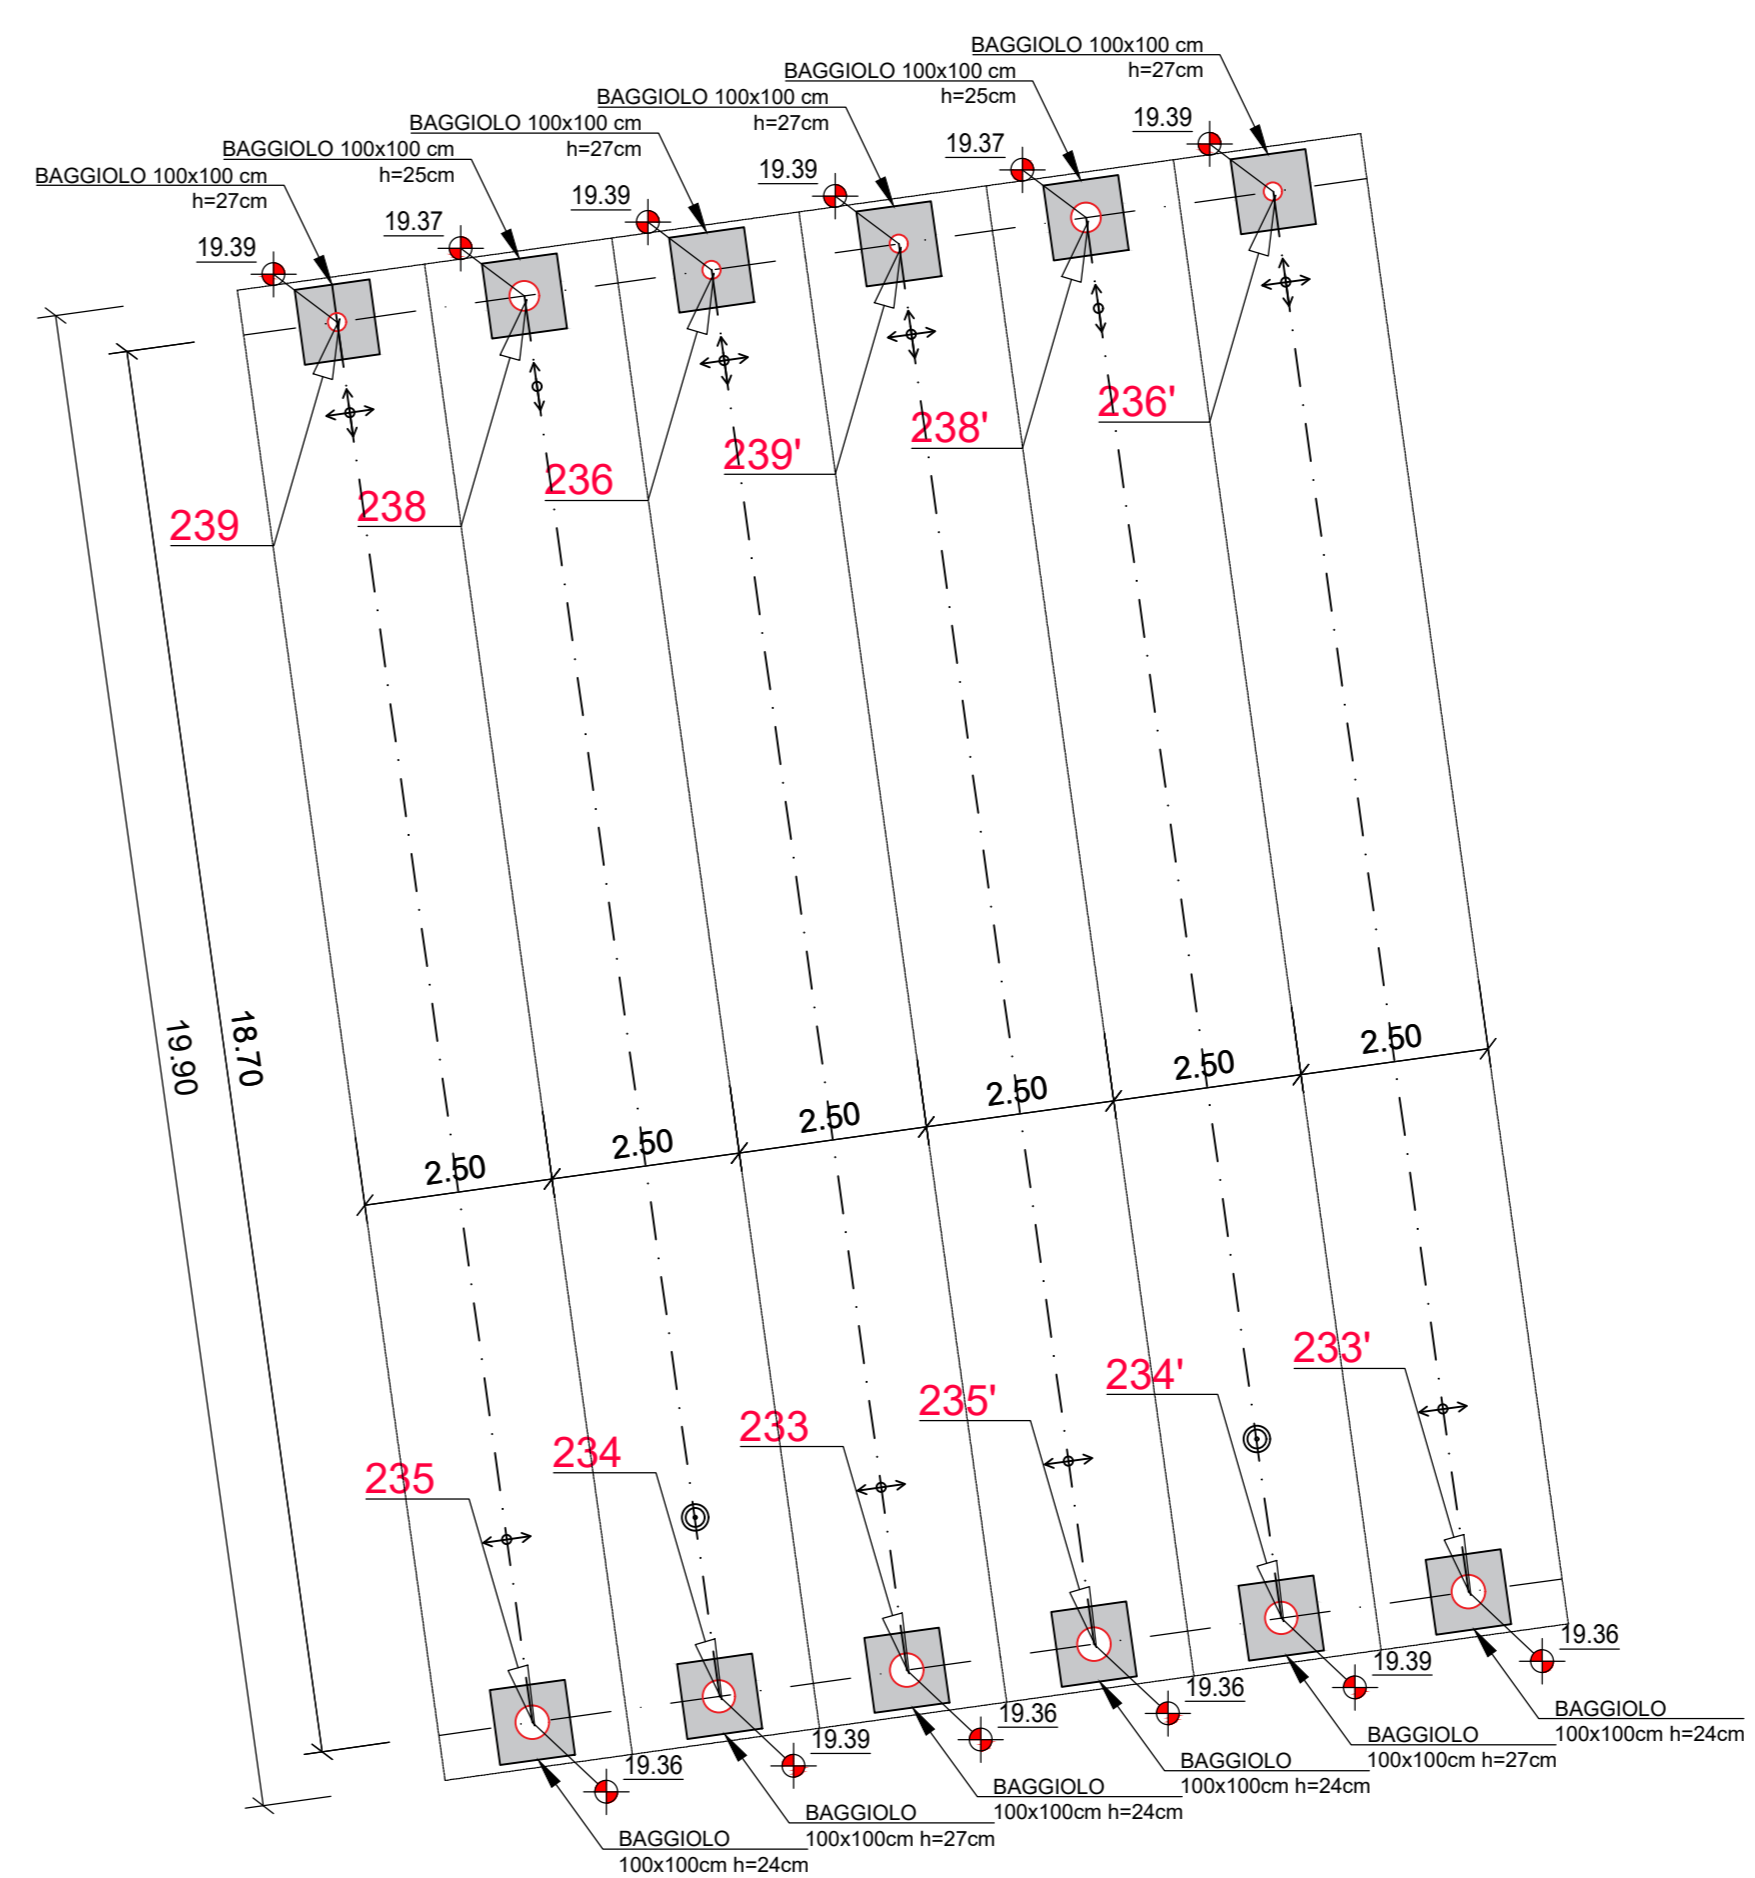 BAGGIOLO 100x100 cm
h=27cm
BAGGIOLO 100x100 cm
h=25cm
BAGGIOLO 100x100 cm
h=27cm
BAGGIOLO 100x100 cm
h=27cm
BAGGIOLO 100x100 cm
h=25cm
BAGGIOLO 100x100 cm
h=27cm
19.39
19.37
19.39
19.39
19.37
19.39
236'
238'
239'
236
238
239
19.90
18.70
2.50
2.50
2.50
2.50
2.50
2.50
233'
234'
235'
233
234
235
19.36
19.39
19.36
19.36
19.39
19.36
BAGGIOLO
100x100cm h=24cm
BAGGIOLO
100x100cm h=27cm
BAGGIOLO
100x100cm h=24cm
BAGGIOLO
100x100cm h=24cm
BAGGIOLO
100x100cm h=27cm
BAGGIOLO
100x100cm h=24cm